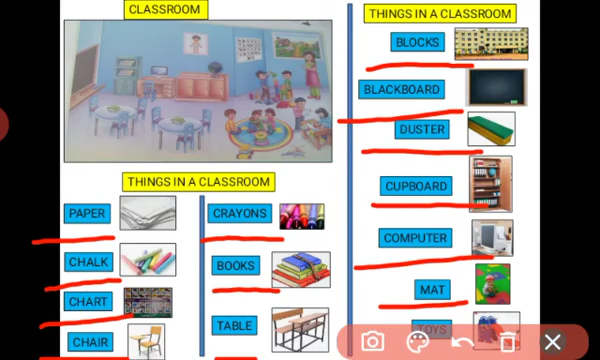 CLASSROOM
THINGS IN A CLASSROOM
PAPER
CHALK
CHART
CHAIR
CRAYONS
BOOKS
TABLE
THINGS IN A CLASSROOM
BLOCKS
BLACKBOARD
DUSTER
CUPBOARD
COMPUTER
MAT
TOYS